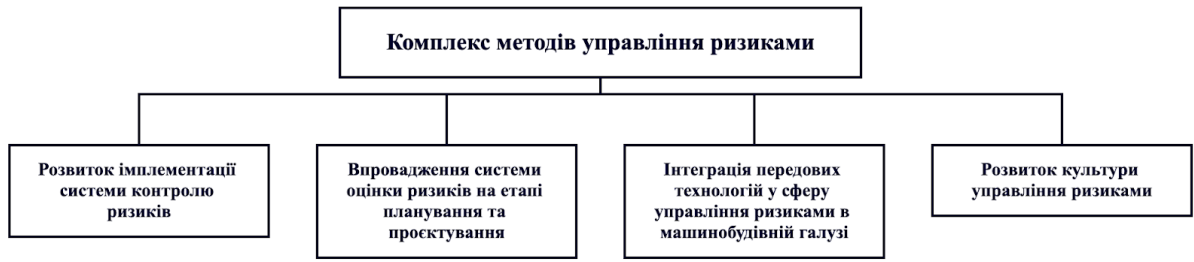 Комплекс методів управління ризиками
Розвиток імплементації
системи контролю
ризиків
Впровадження системи
оцінки ризиків на етапі
планування та
проєктування
Інтеграція передових
технологій у сферу
управління ризиками в
машинобудівній галузі
Розвиток культури
управління ризиками